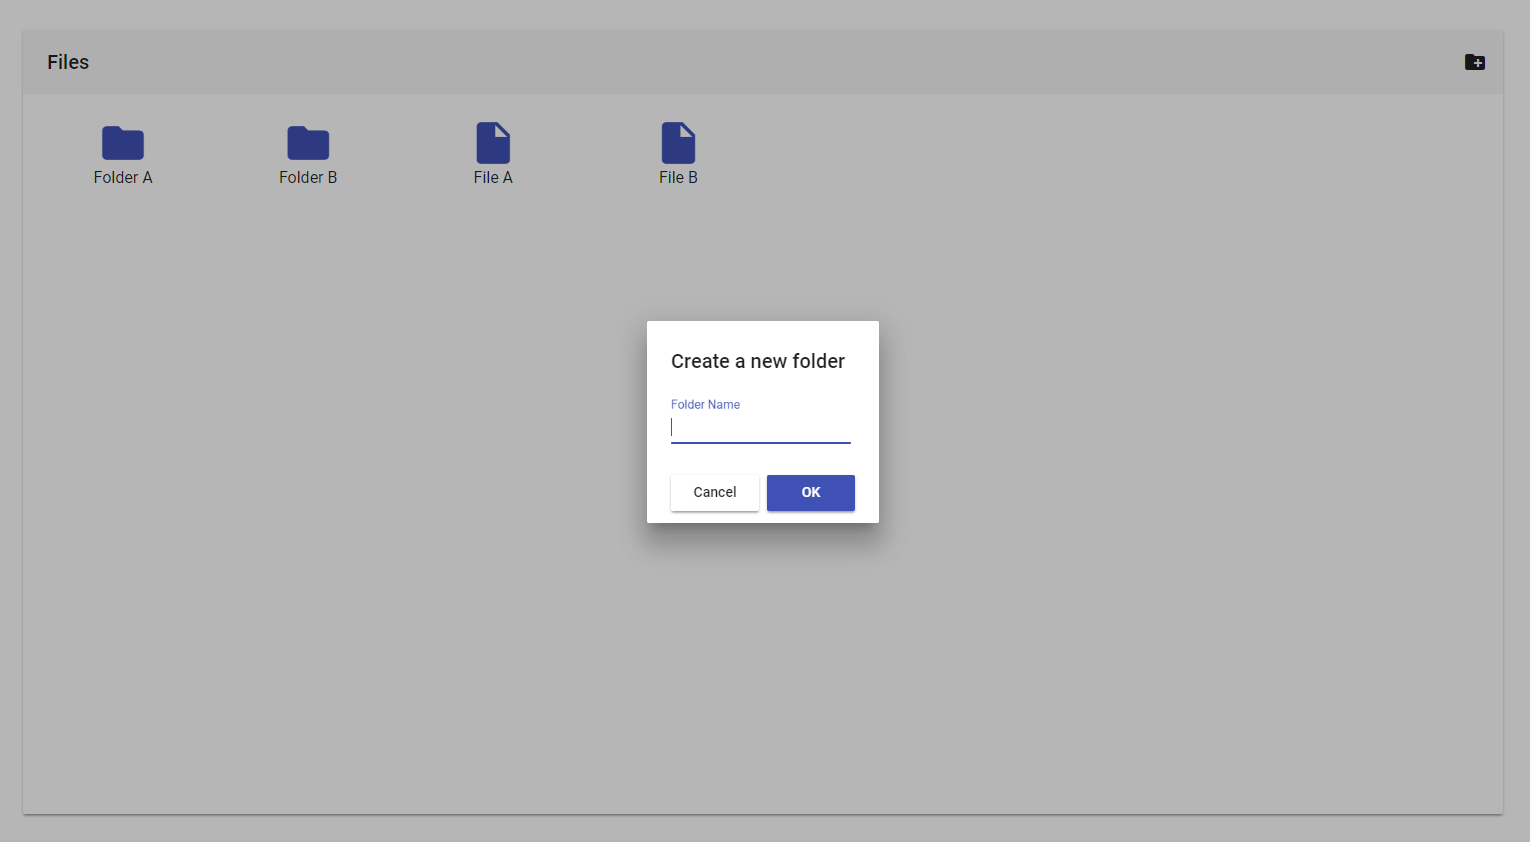 Files
Folder A
Folder B
File A
File B
Create a new folder
Folder Name
Cancel
OK